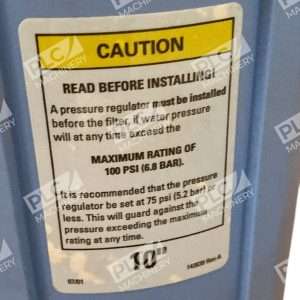 CAUTION
READ BEFORE INSTALLING!
A pressure regulator must be installed
before the filter, if water pressure
will at any time exceed the
MAXIMUM RATING OF
100 PSI (6.8 BAR).
It is recommended that the pressure
regulator be set at 75 psi (5.2 bar) or
less. This will guard against the
pressure exceeding the maximum
rating at any time.
10"
PLC
MACHINERY